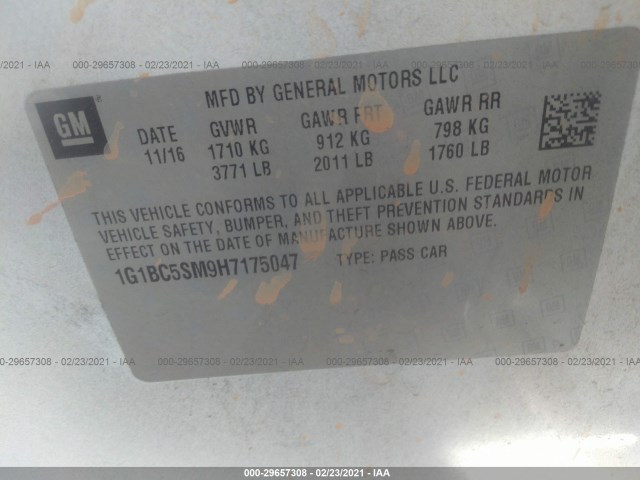 000-29657308 - 02/23/2021 - IAA
MFD BY GENERAL MOTORS LLC
GM
DATE GVWR GAWR FRT GAWR RR
11/16 1710 KG 912 KG 798 KG
3771 LB 2011 LB 1760 LB
THIS VEHICLE CONFORMS TO ALL APPLICABLE U.S. FEDERAL MOTOR
VEHICLE SAFETY, BUMPER, AND THEFT PREVENTION STANDARDS IN
EFFECT ON THE DATE OF MANUFACTURE SHOWN ABOVE.
1G1BC5SM9H7175047 TYPE: PASS CAR
000-29657308 - 02/23/2021 - IAA
000-29657308 - 02/23/2021 - IAA